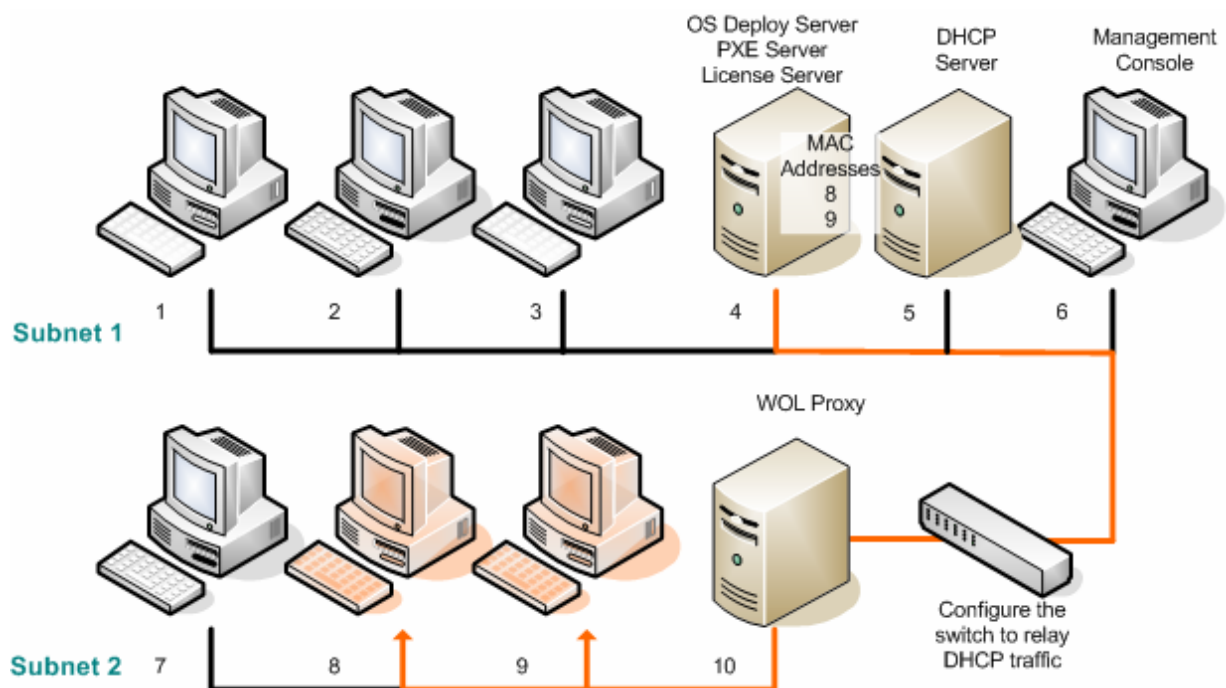 OS Deploy Server
PXE Server
License Server
DHCP
Server
Management
Console
MAC
Addresses
8
9
1
2
3
4
5
6
Subnet 1
WOL Proxy
Configure the
switch to relay
DHCP traffic
Subnet 2
7
8
9
10